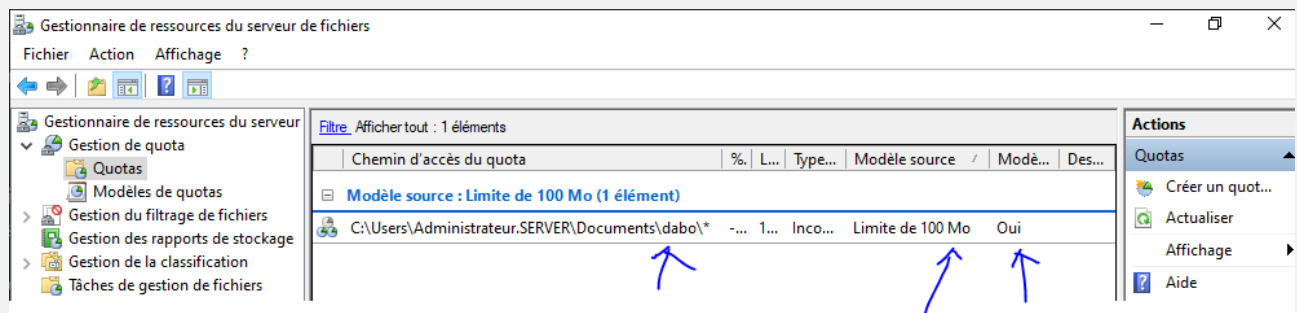 Gestionnaire de ressources du serveur de fichiers
Fichier Action Affichage ?
Gestionnaire de ressources du serveur
Gestion de quota
Quotas
Modèles de quotas
Gestion du filtrage de fichiers
Gestion des rapports de stockage
Gestion de la classification
Tâches de gestion de fichiers
Filtre Afficher tout : 1 éléments
Chemin d'accès du quota %. L... Type... Modèle source Modè... Des...
Modèle source : Limite de 100 Mo (1 élément)
C:\Users\Administrateur.SERVER\Documents\dabo\* -... 1... Inco... Limite de 100 Mo Oui
Actions
Quotas
Créer un quot...
Actualiser
Affichage
Aide